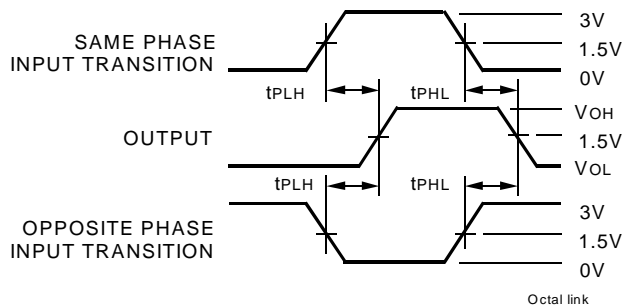 SAME PHASE
INPUT TRANSITION
3V
1.5V
0V
tPLH
tPHL
OUTPUT
VOH
1.5V
VOL
tPLH
tPHL
OPPOSITE PHASE
INPUT TRANSITION
3V
1.5V
0V
Octal link